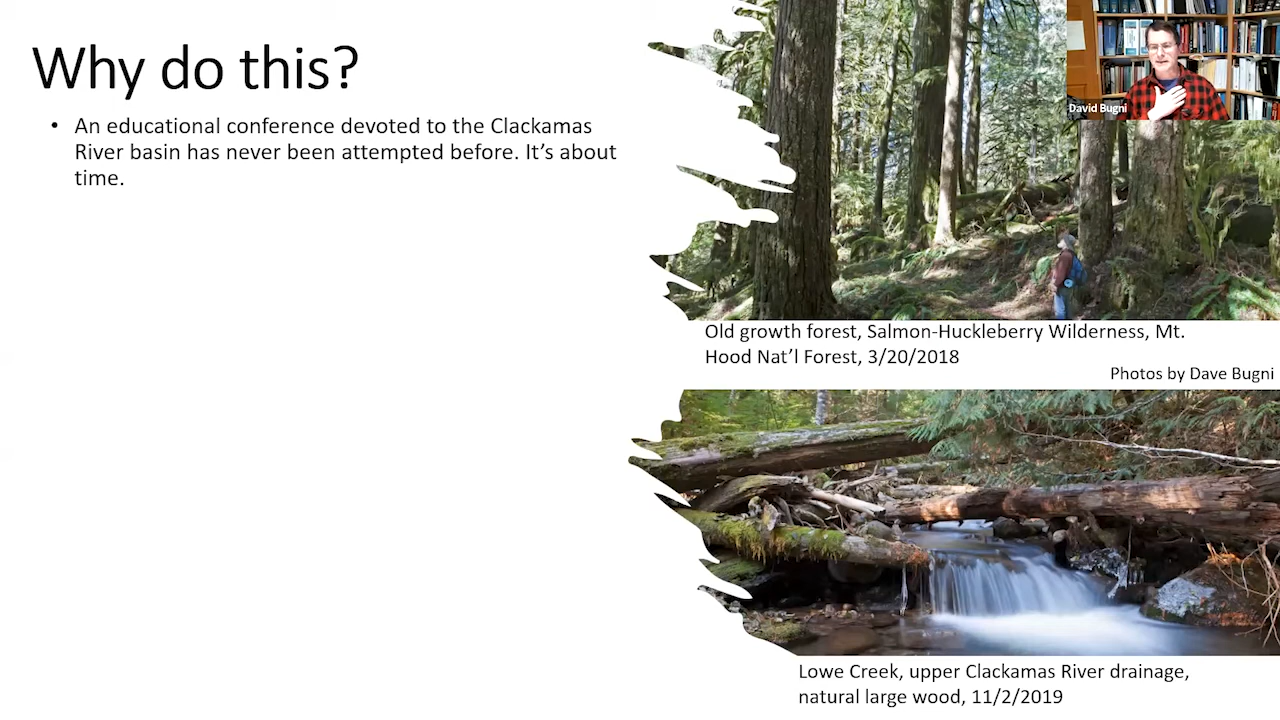 Why do this?
• An educational conference devoted to the Clackamas
River basin has never been attempted before. It’s about
time.
David Bugni
Old growth forest, Salmon-Huckleberry Wilderness, Mt.
Hood Nat’l Forest, 3/20/2018
Photos by Dave Bugni
Lowe Creek, upper Clackamas River drainage,
natural large wood, 11/2/2019